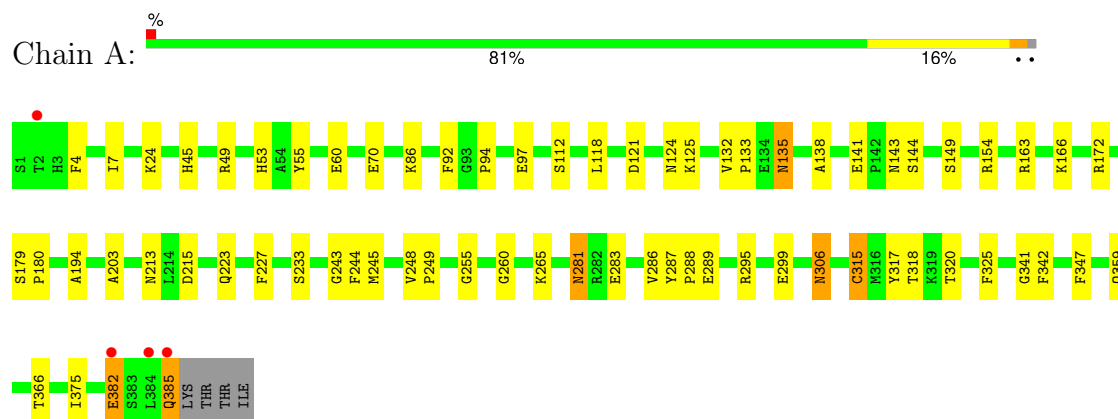 %
Chain A:
81% 16% • •
S1 T2 H3 F4 I7 K24 H45 R49 H53 A54 Y55 E60 E70 K86 F92 G93 P94 E97 S112 L118 D121 N124 K125 V132 P133 E134 N135 A138 E141 P142 N143 S144 S149 R154 R163 K166 R172
S179 P180 A194 A203 N213 L214 D215 Q223 F227 S233 G243 F244 M245 V248 P249 G255 G260 K265 N281 R282 E283 V286 Y287 P288 E289 R295 E299 N306 C315 M316 Y317 T318 K319 T320 F325 G341 F342 F347
T366 I375 E382 S383 L384 Q385 LYS THR THR ILE